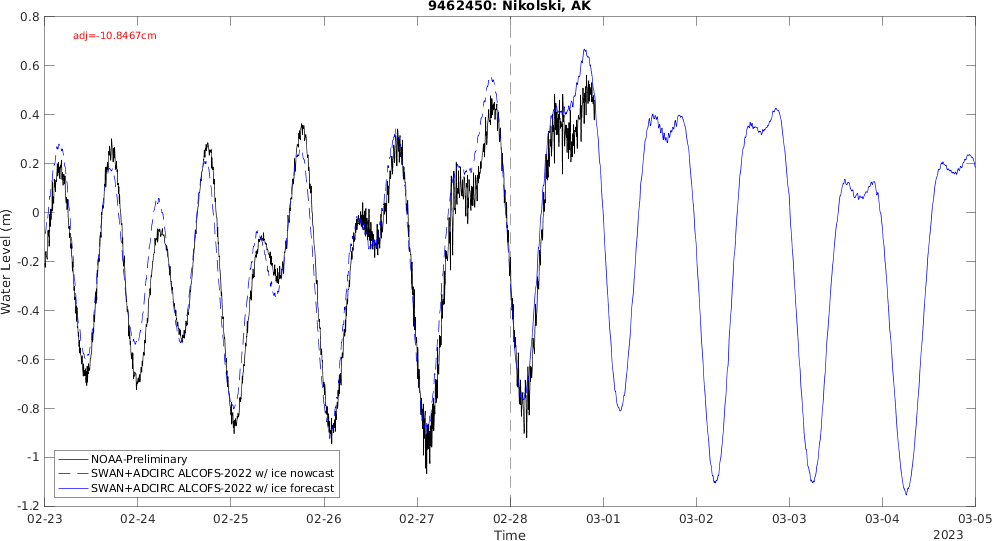 9462450: Nikolski, AK
adj=-10.8467cm
Water Level (m)
0.8
0.6
0.4
0.2
0
-0.2
-0.4
-0.6
-0.8
-1
-1.2
NOAA-Preliminary
SWAN+ADCIRC ALCOFS-2022 w/ ice nowcast
SWAN+ADCIRC ALCOFS-2022 w/ ice forecast
02-23 02-24 02-25 02-26 02-27 02-28 03-01 03-02 03-03 03-04 03-05
Time
2023